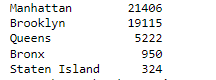 Manhattan 21406
Brooklyn 19115
Queens 5222
Bronx 950
Staten Island 324